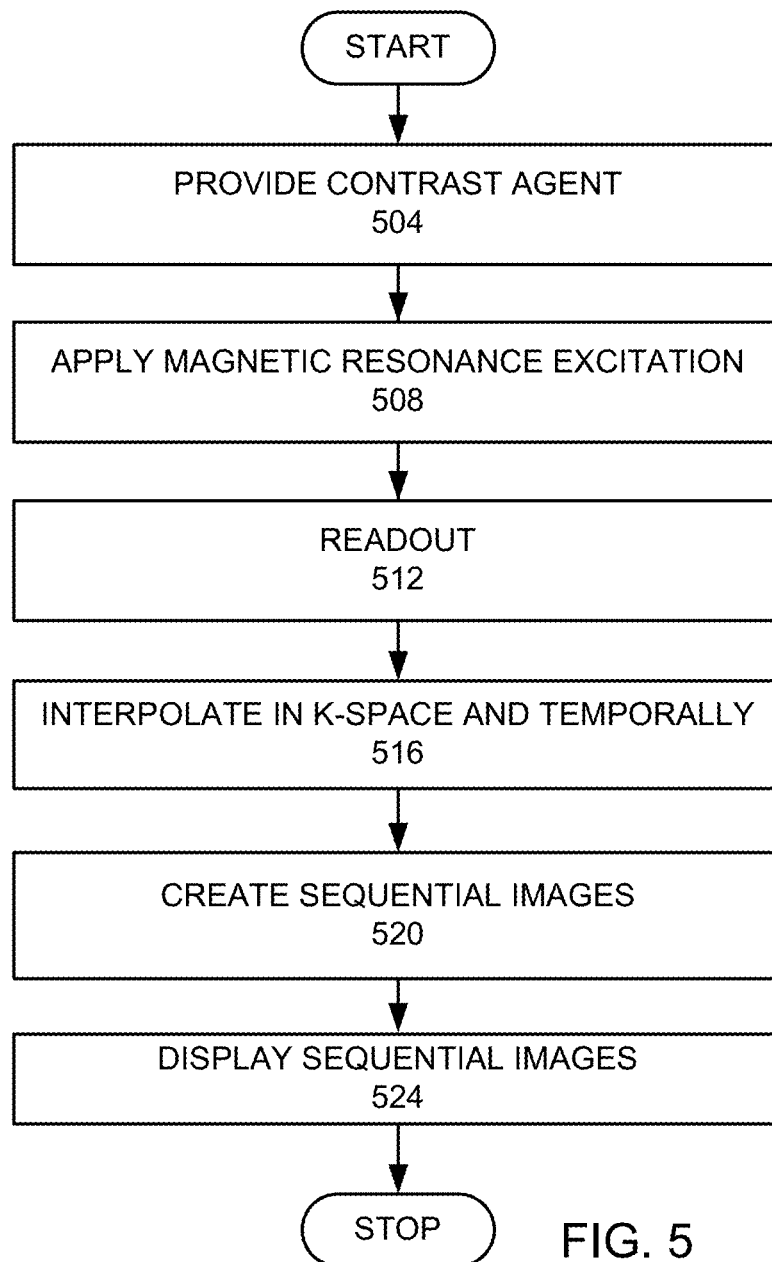 START
PROVIDE CONTRAST AGENT
504
APPLY MAGNETIC RESONANCE EXCITATION
508
READOUT
512
INTERPOLATE IN K-SPACE AND TEMPORALLY
516
CREATE SEQUENTIAL IMAGES
520
DISPLAY SEQUENTIAL IMAGES
524
STOP
FIG. 5